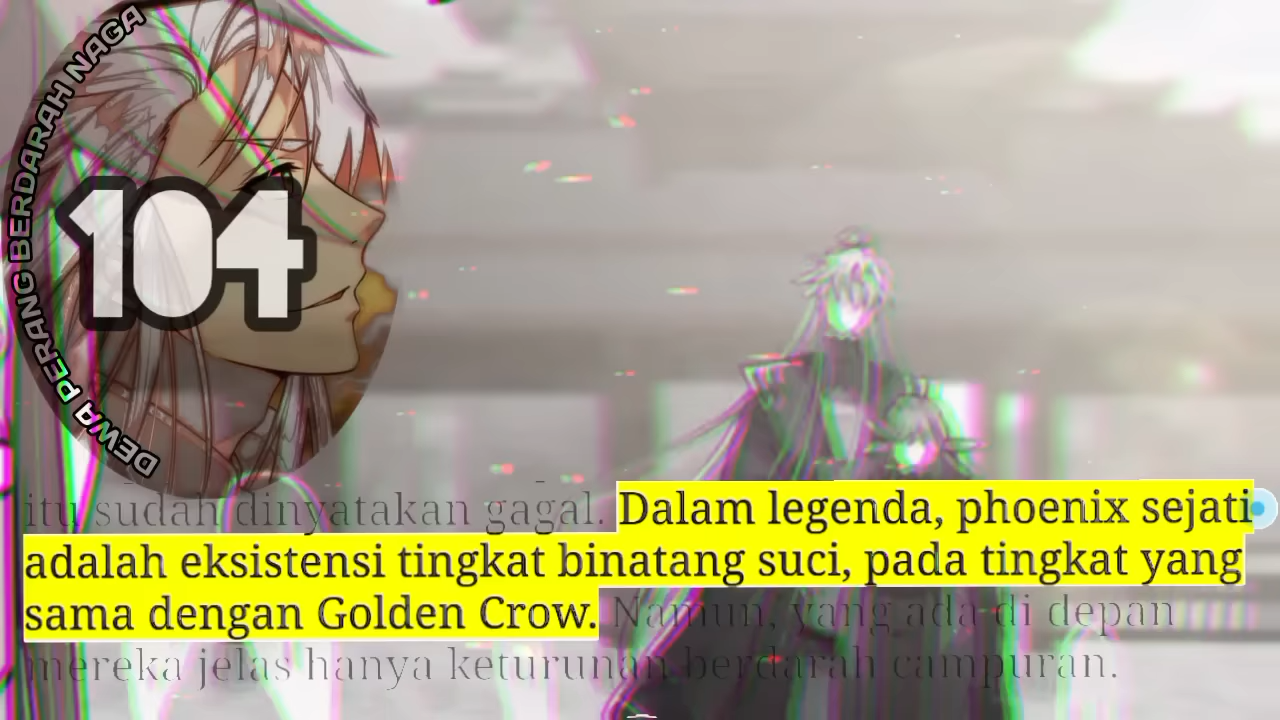 DEWA PERANG BERDARAH NAGA
104
itu sudah dinyatakan gagal. Dalam legenda, phoenix sejati
adalah eksistensi tingkat binatang suci, pada tingkat yang
sama dengan Golden Crow. Namun, yang ada di depan
mereka jelas hanya keturunan berdarah campuran.